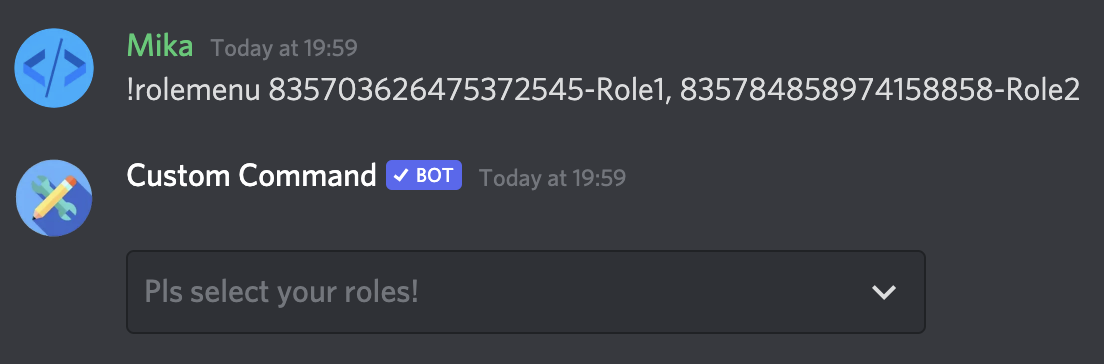 Mika Today at 19:59
!rolemenu 835703626475372545-Role1, 835784858974158858-Role2
Custom Command ✓ BOT Today at 19:59
Pls select your roles!